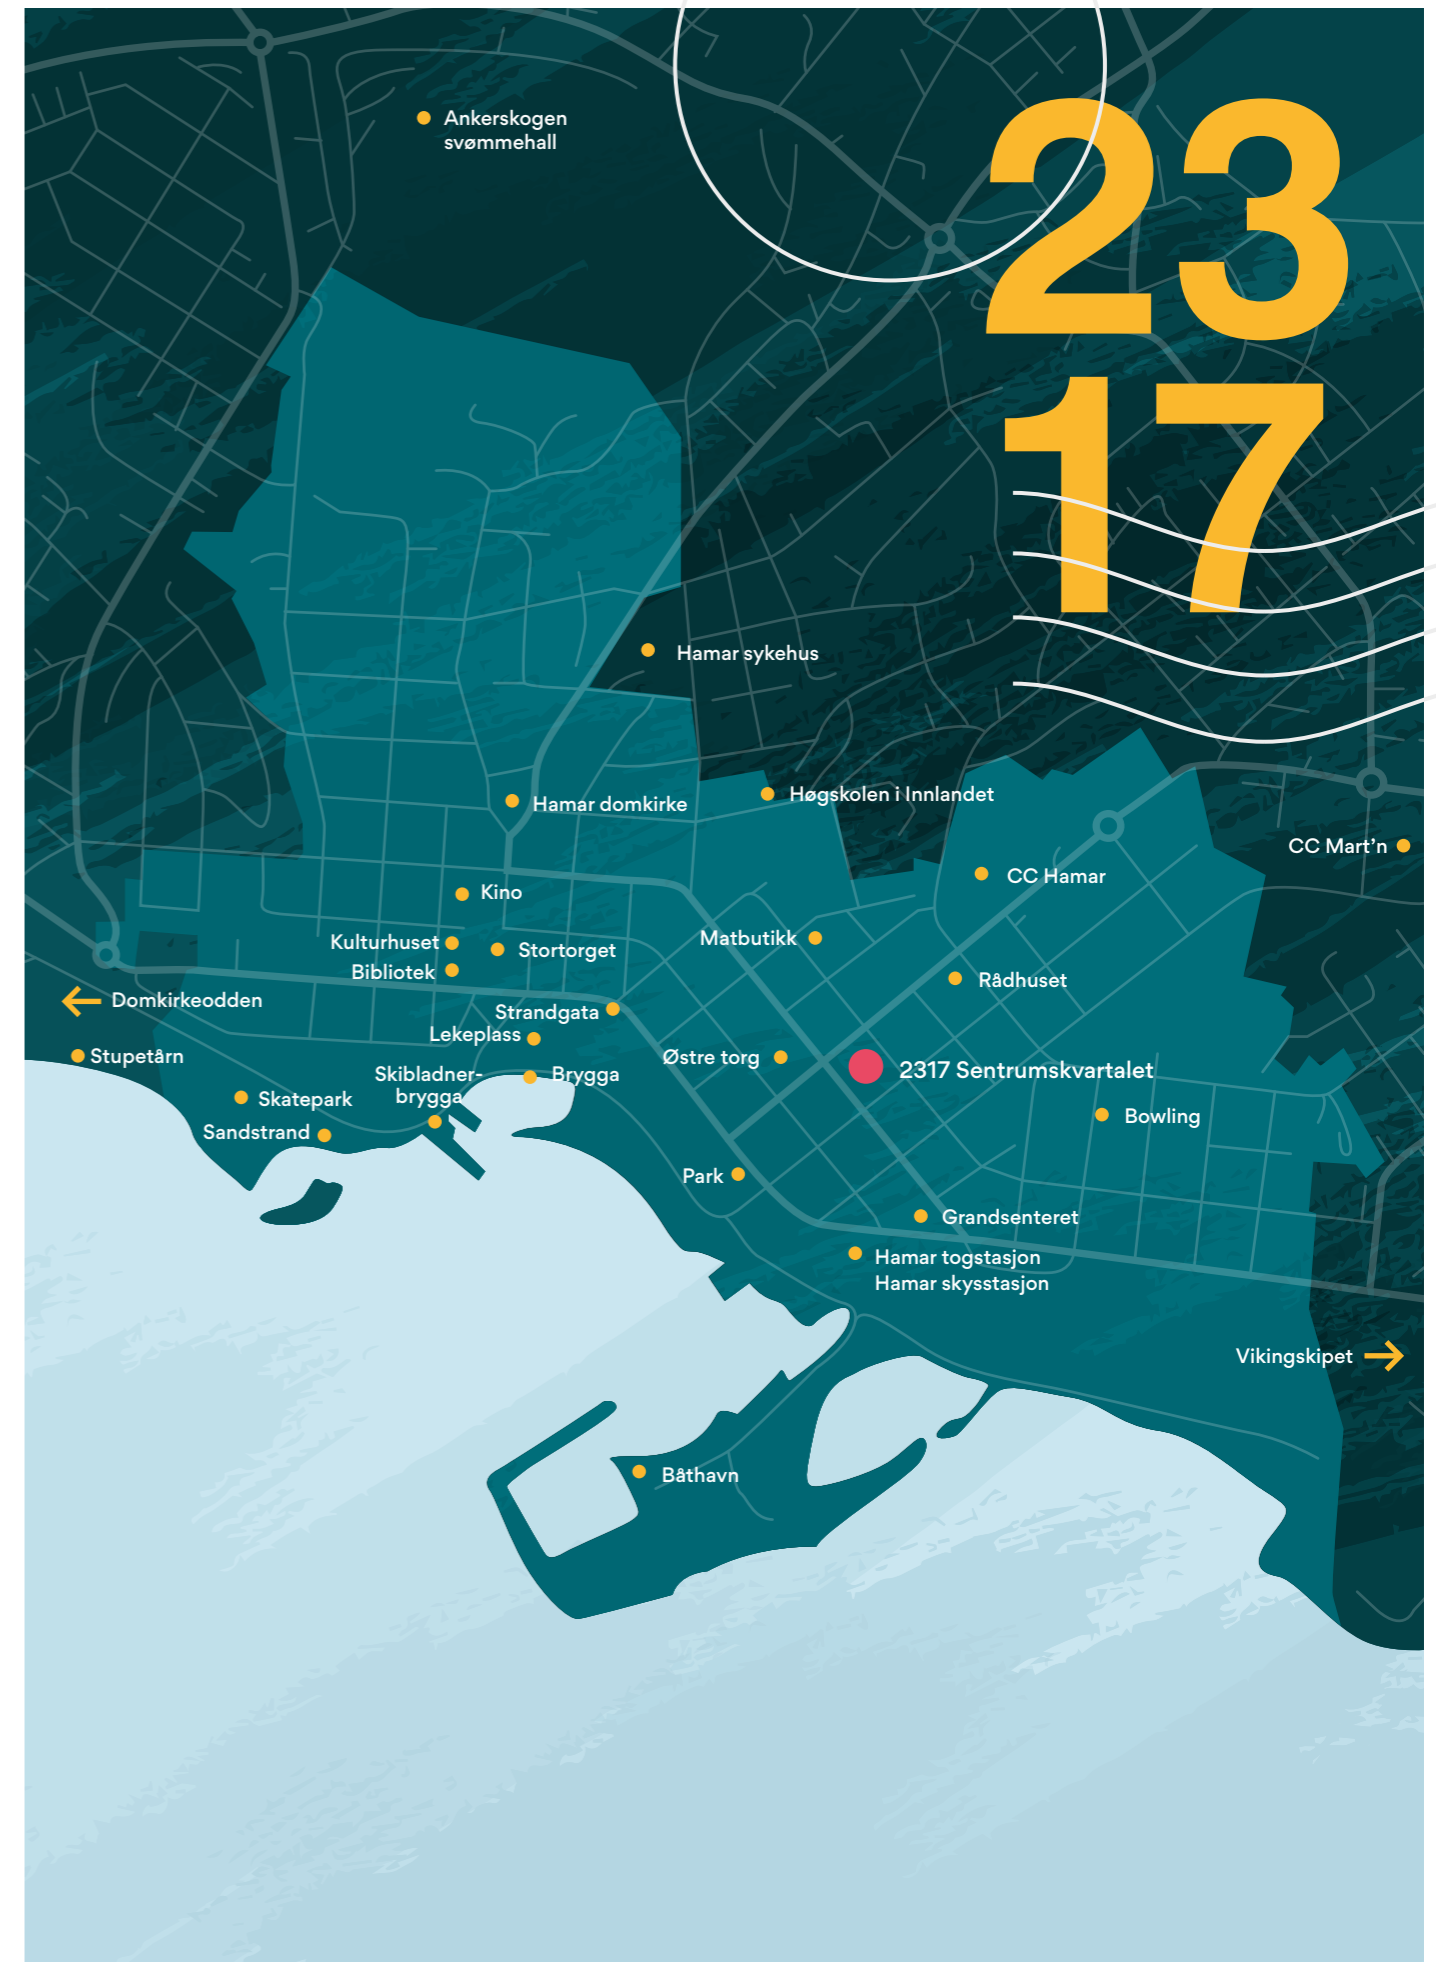 Ankerskogen
svømmehall
23
17
Hamar sykehus
Høgskolen i Innlandet
Hamar domkirke
CC Mart'n
CC Hamar
Kino
Matbutikk
Kulturhuset
Stortorget
Bibliotek
Rådhuset
Domkirkeodden
Strandgata
Lekeplass
Stupetårn
Østre torg
2317 Sentrumskvartalet
Skibladner-
brygga
Brygga
Skatepark
Bowling
Sandstrand
Park
Grandsenteret
Hamar togstasjon
Hamar skysstasjon
Vikingskipet
Båthavn